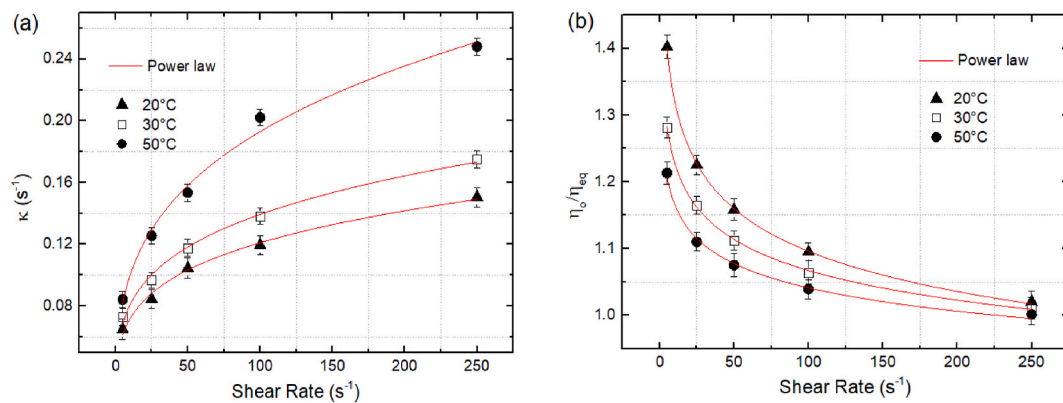 (a)
κ (s⁻¹)
0.24
0.20
0.16
0.12
0.08
Power law
20°C
30°C
50°C
0 50 100 150 200 250
Shear Rate (s⁻¹)
(b)
ηₒ/ηeq
1.4
1.3
1.2
1.1
1.0
Power law
20°C
30°C
50°C
0 50 100 150 200 250
Shear Rate (s⁻¹)